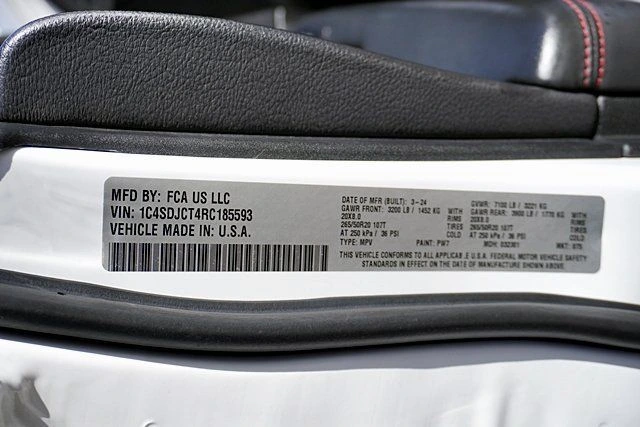 MFD BY: FCA US LLC
VIN: 1C4SDJCT4RC185593
VEHICLE MADE IN: U.S.A.
DATE OF MFR (BUILT): 3-24 GVWR: 7100 LB / 3221 KG
GAWR FRONT: 3200 LB / 1452 KG WITH GAWR REAR: 3900 LB / 1770 KG WITH
20X8.0 RIMS 20X8.0 RIMS
265/50R20 107T TIRES 265/50R20 107T TIRES
AT 250 kPa / 36 PSI COLD AT 250 kPa / 36 PSI COLD
TYPE: MPV PAINT: PW7 MDH: 032301 WKT: 075
THIS VEHICLE CONFORMS TO ALL APPLICABLE U.S.A. FEDERAL MOTOR VEHICLE SAFETY
STANDARDS IN EFFECT ON THE DATE OF MANUFACTURE SHOWN ABOVE.